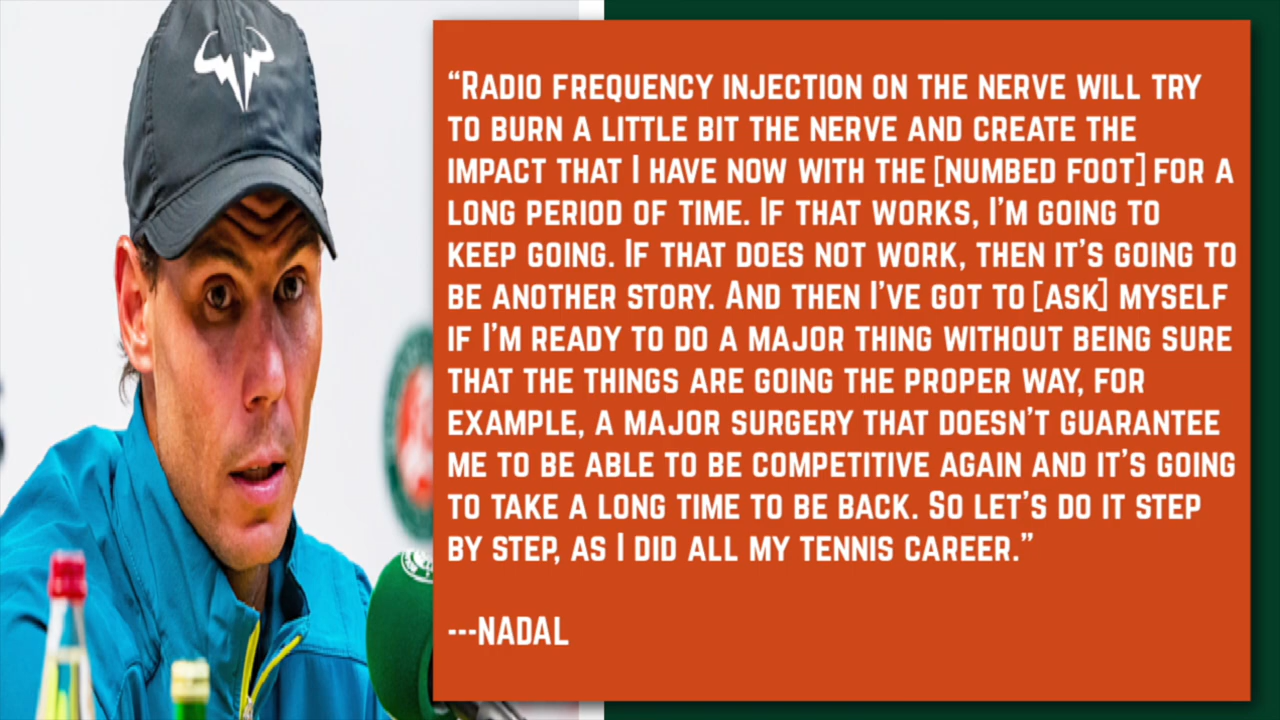 “Radio frequency injection on the nerve will try
to burn a little bit the nerve and create the
impact that I have now with the [numbed foot] for a
long period of time. If that works, I’m going to
keep going. If that does not work, then it’s going to
be another story. And then I’ve got to [ask] myself
if I’m ready to do a major thing without being sure
that the things are going the proper way, for
example, a major surgery that doesn’t guarantee
me to be able to be competitive again and it’s going
to take a long time to be back. So let’s do it step
by step, as I did all my tennis career.”
---NADAL